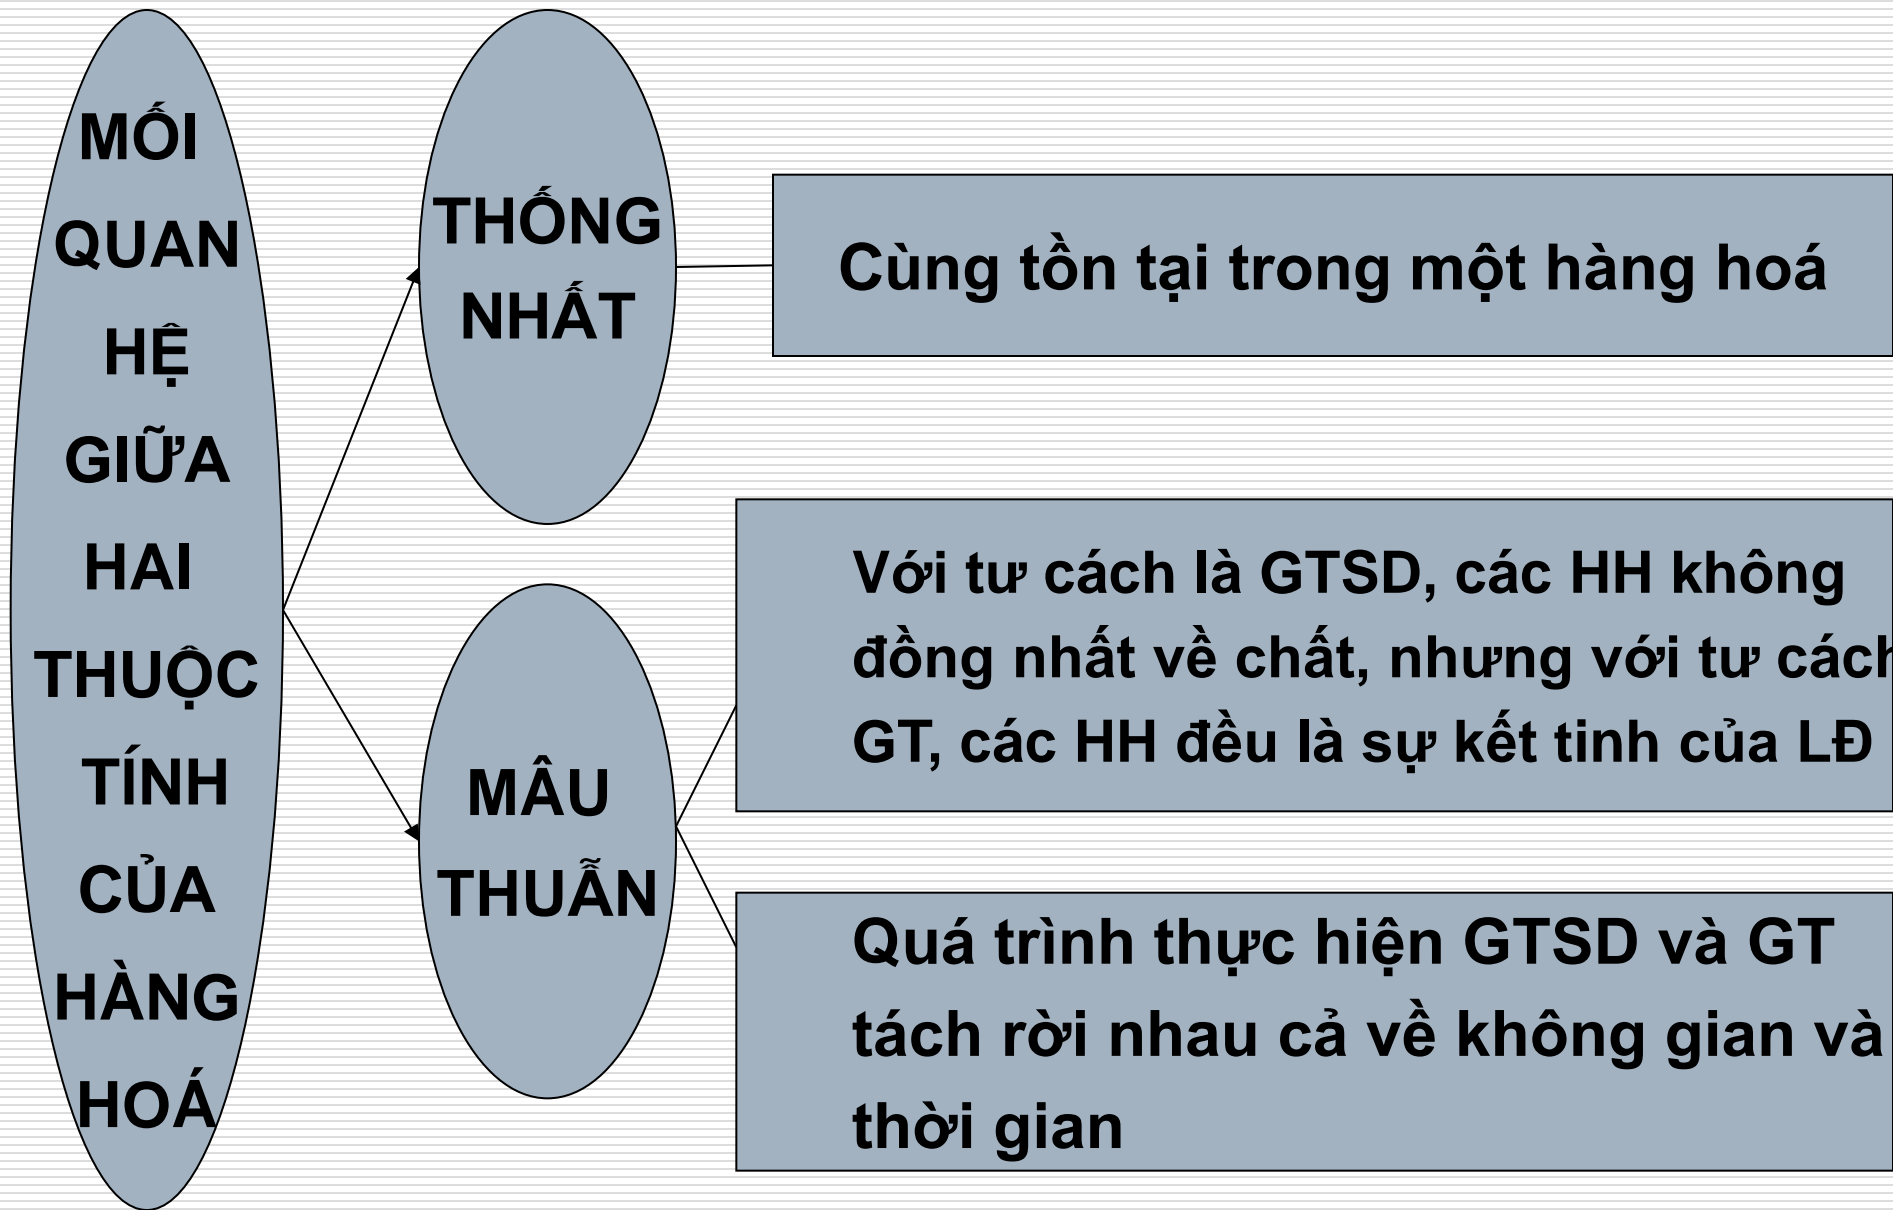 MỐI
QUAN
HỆ
GIỮA
HAI
THUỘC
TÍNH
CỦA
HÀNG
HOÁ
THỐNG
NHẤT
Cùng tồn tại trong một hàng hoá
MÂU
THUẪN
Với tư cách là GTSD, các HH không
đồng nhất về chất, nhưng với tư cách
GT, các HH đều là sự kết tinh của LĐ
Quá trình thực hiện GTSD và GT
tách rời nhau cả về không gian và
thời gian